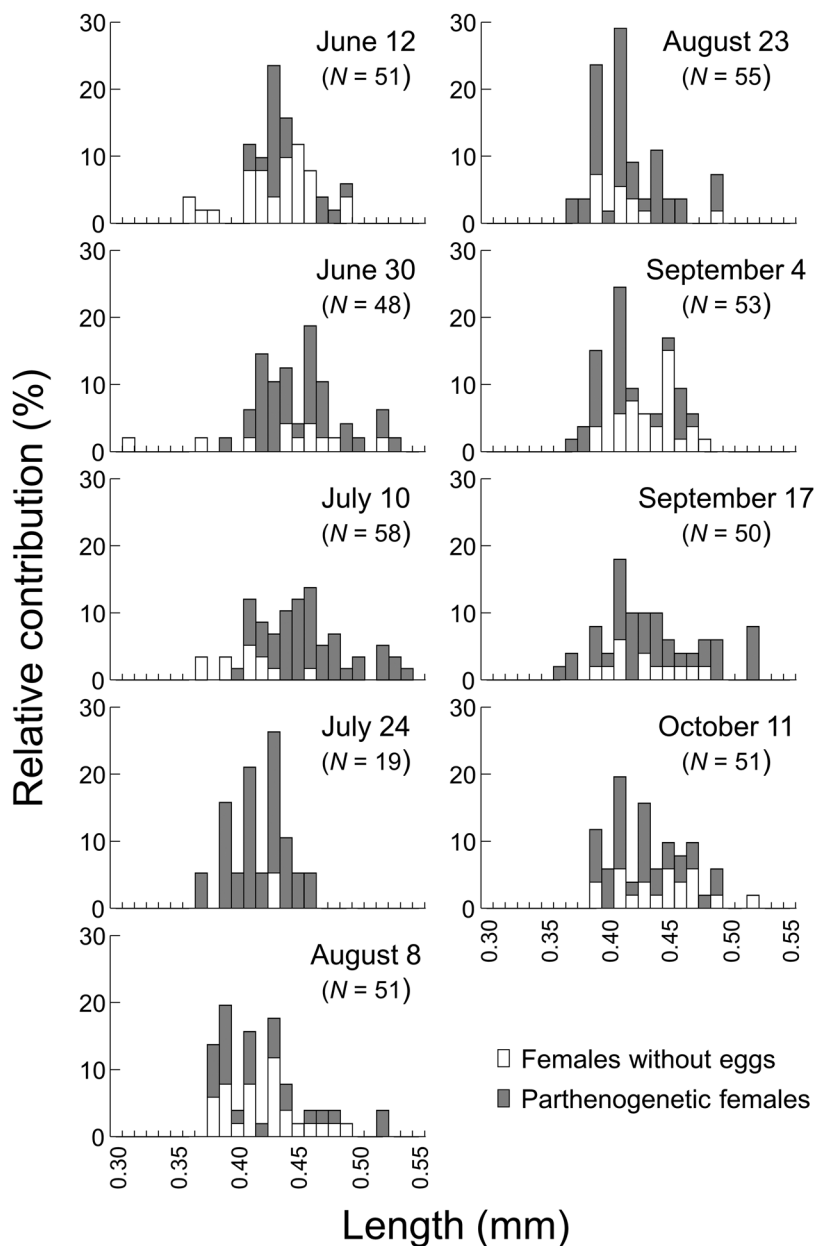 Relative contribution (%)
30
20
10
0
June 12
(N = 51)
30
20
10
0
June 30
(N = 48)
30
20
10
0
July 10
(N = 58)
30
20
10
0
July 24
(N = 19)
30
20
10
0
August 8
(N = 51)
0.30
0.35
0.40
0.45
0.50
0.55
30
20
10
0
August 23
(N = 55)
30
20
10
0
September 4
(N = 53)
30
20
10
0
September 17
(N = 50)
30
20
10
0
October 11
(N = 51)
0.30
0.35
0.40
0.45
0.50
0.55
Females without eggs
Parthenogenetic females
Length (mm)